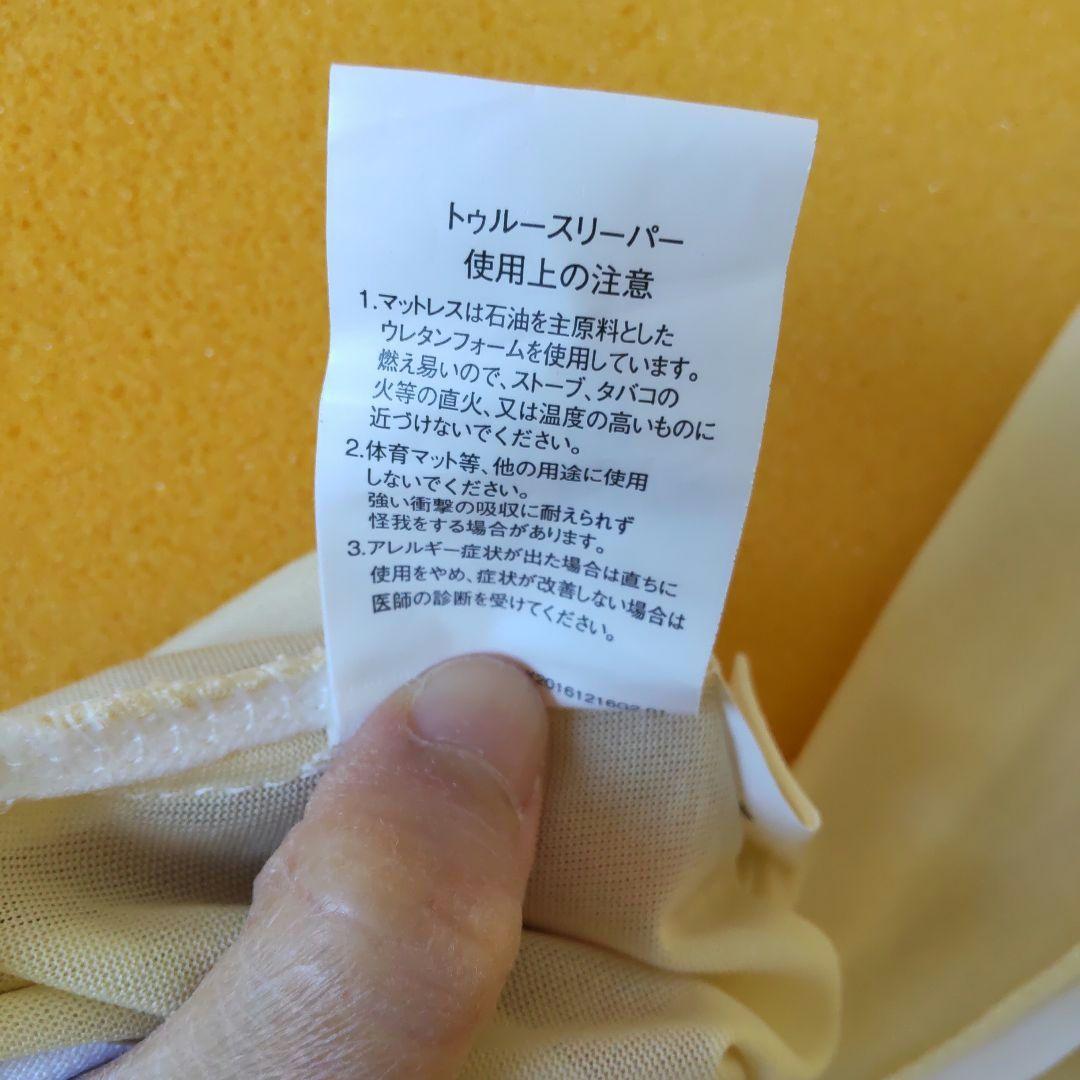 トゥルースリーパー
使用上の注意
1.マットレスは石油を主原料とした
ウレタンフォームを使用しています。
燃え易いので、ストーブ、タバコの
火等の直火、又は温度の高いものに
近づけないでください。
2.体育マット等、他の用途に使用
しないでください。
強い衝撃の吸収に耐えられず
怪我をする場合があります。
3.アレルギー症状が出た場合は直ちに
使用をやめ、症状が改善しない場合は
医師の診断を受けてください。